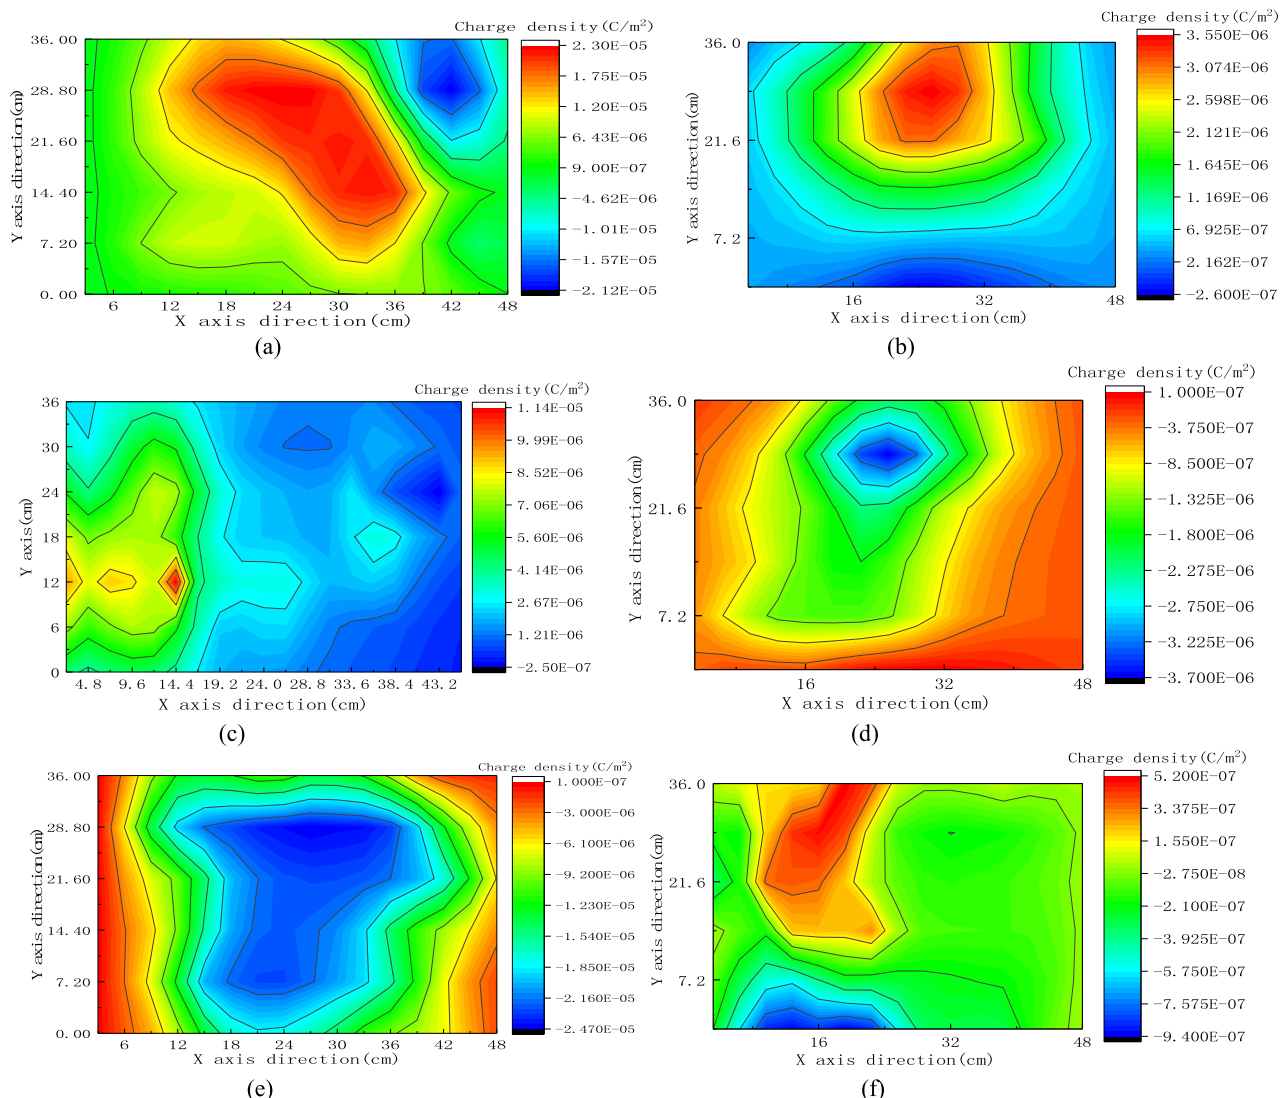 Charge density(C/m²)
36.00
28.80
21.60
14.40
7.20
0.00
Y axis direction(cm)
6 12 18 24 30 36 42 48
X axis direction(cm)
2.30E-05
1.75E-05
1.20E-05
6.43E-06
9.00E-07
-4.62E-06
-1.01E-05
-1.57E-05
-2.12E-05
(a)
Charge density(C/m²)
36.0
21.6
7.2
Y axis direction(cm)
16 32 48
X axis direction(cm)
3.550E-06
3.074E-06
2.598E-06
2.121E-06
1.645E-06
1.169E-06
6.925E-07
2.162E-07
-2.600E-07
(b)
Charge density(C/m²)
36
30
24
18
12
6
0
Y axis(cm)
4.8 9.6 14.4 19.2 24.0 28.8 33.6 38.4 43.2
X axis direction(cm)
1.14E-05
9.99E-06
8.52E-06
7.06E-06
5.60E-06
4.14E-06
2.67E-06
1.21E-06
-2.50E-07
(c)
Charge density(C/m²)
36.0
21.6
7.2
Y axis direction(cm)
16 32 48
X axis direction(cm)
1.000E-07
-3.750E-07
-8.500E-07
-1.325E-06
-1.800E-06
-2.275E-06
-2.750E-06
-3.225E-06
-3.700E-06
(d)
Charge density(C/m²)
36.00
28.80
21.60
14.40
7.20
0.00
Y axis direction(cm)
6 12 18 24 30 36 42 48
X axis direction(cm)
1.000E-07
-3.000E-06
-6.100E-06
-9.200E-06
-1.230E-05
-1.540E-05
-1.850E-05
-2.160E-05
-2.470E-05
(e)
Charge density(C/m²)
36.0
21.6
7.2
Y axis direction(cm)
16 32 48
X axis direction(cm)
5.200E-07
3.375E-07
1.550E-07
-2.750E-08
-2.100E-07
-3.925E-07
-5.750E-07
-7.575E-07
-9.400E-07
(f)